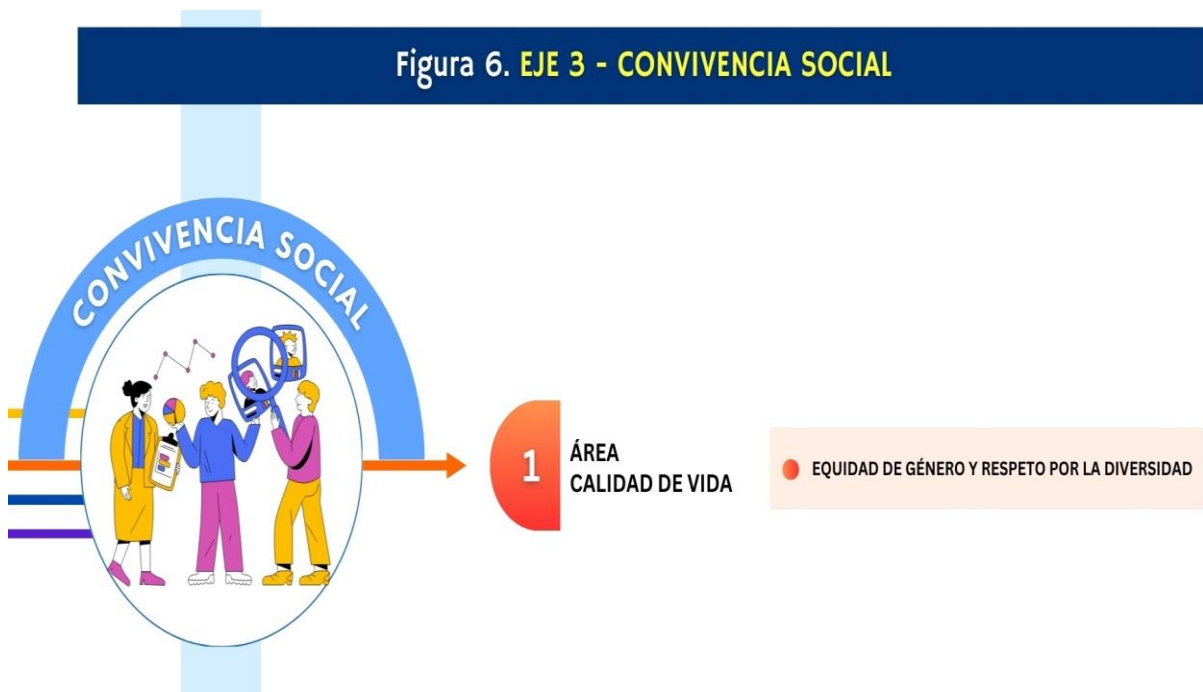 Figura 6. EJE 3 - CONVIVENCIA SOCIAL
CONVIVENCIA SOCIAL
1
ÁREA
CALIDAD DE VIDA
EQUIDAD DE GÉNERO Y RESPETO POR LA DIVERSIDAD